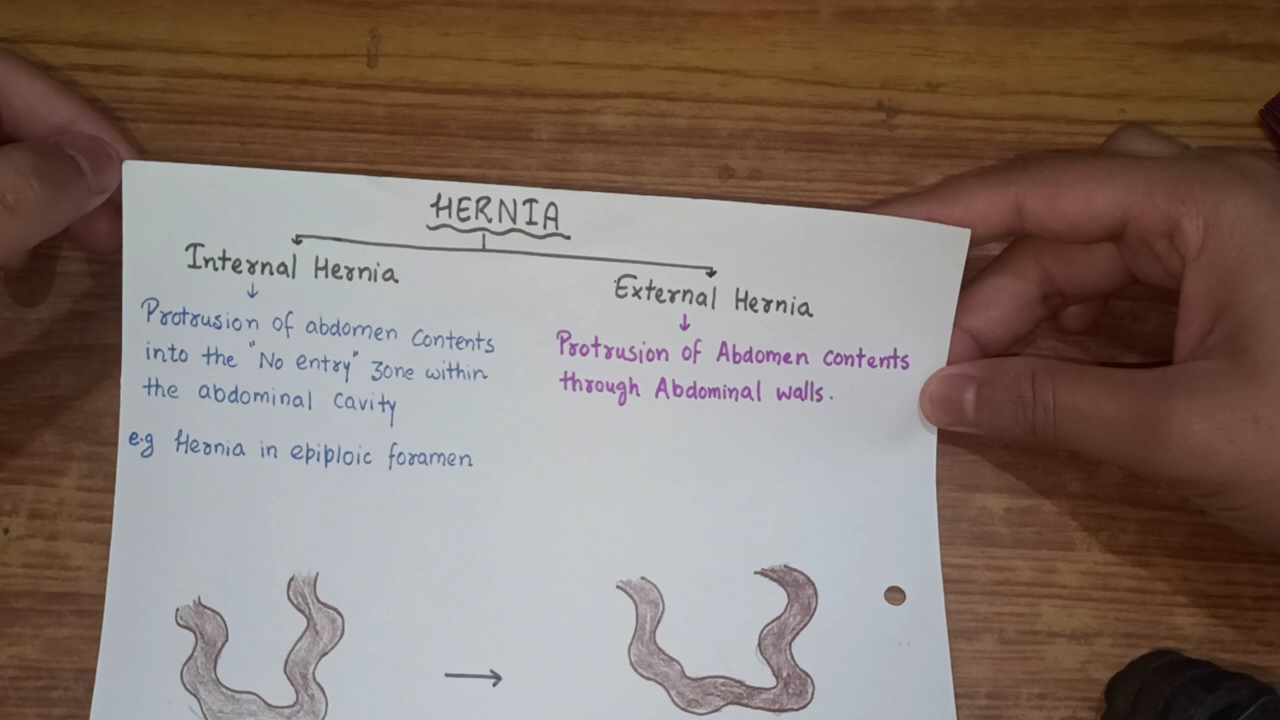 HERNIA
Internal Hernia
Protrusion of abdomen contents
into the "No entry" zone within
the abdominal cavity
e.g Hernia in epiploic foramen
External Hernia
Protrusion of Abdomen contents
through Abdominal walls.